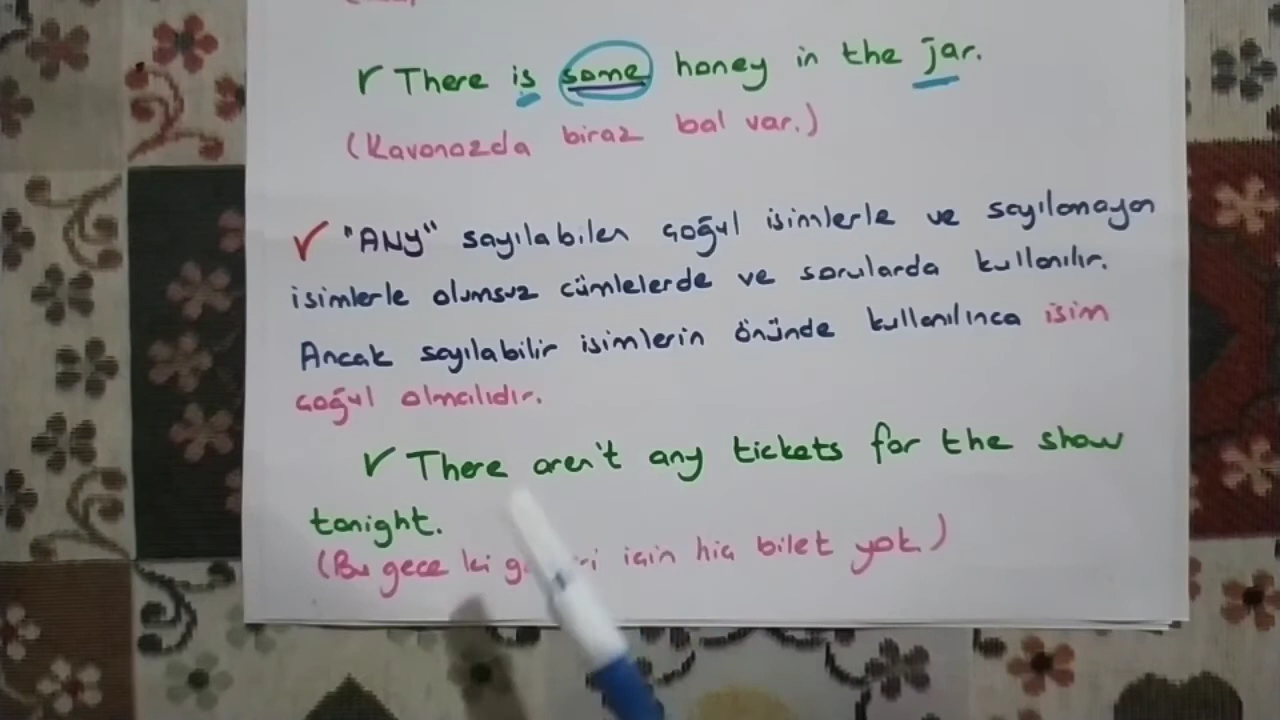 ✓ There is some honey in the jar.
(Kavanozda biraz bal var.)
✓ "ANY" sayılabilen çoğul isimlerle ve sayılamayan
isimlerle olumsuz cümlelerde ve sorularda kullanılır.
Ancak sayılabilir isimlerin önünde kullanılınca isim
çoğul olmalıdır.
✓ There aren't any tickets for the show
tonight.
(Bu gece ki için hiç bilet yok.)